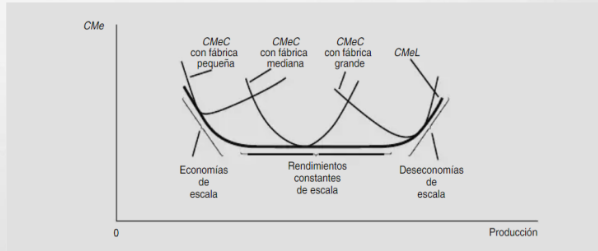 CMe
CMeC
con fábrica
pequeña
CMeC
con fábrica
mediana
CMeC
con fábrica
grande
CMeL
Economías
de
escala
Rendimientos
constantes
de escala
Deseconomías
de
escala
0
Producción